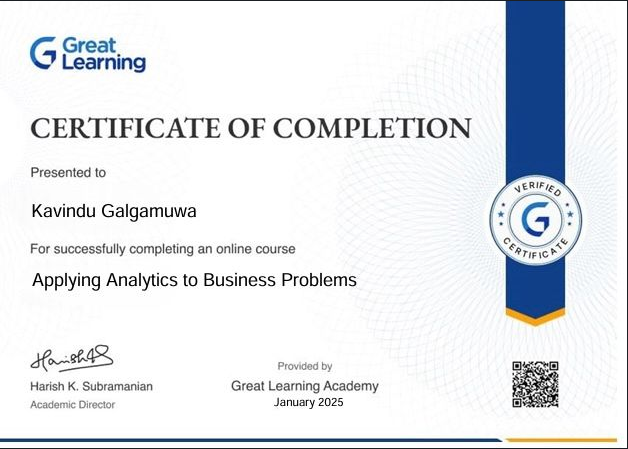 Great
Learning
CERTIFICATE OF COMPLETION
Presented to
Kavindu Galgamuwa
For successfully completing an online course
Applying Analytics to Business Problems
VERIFIED
CERTIFICATE
Harish K. Subramanian
Academic Director
Provided by
Great Learning Academy
January 2025